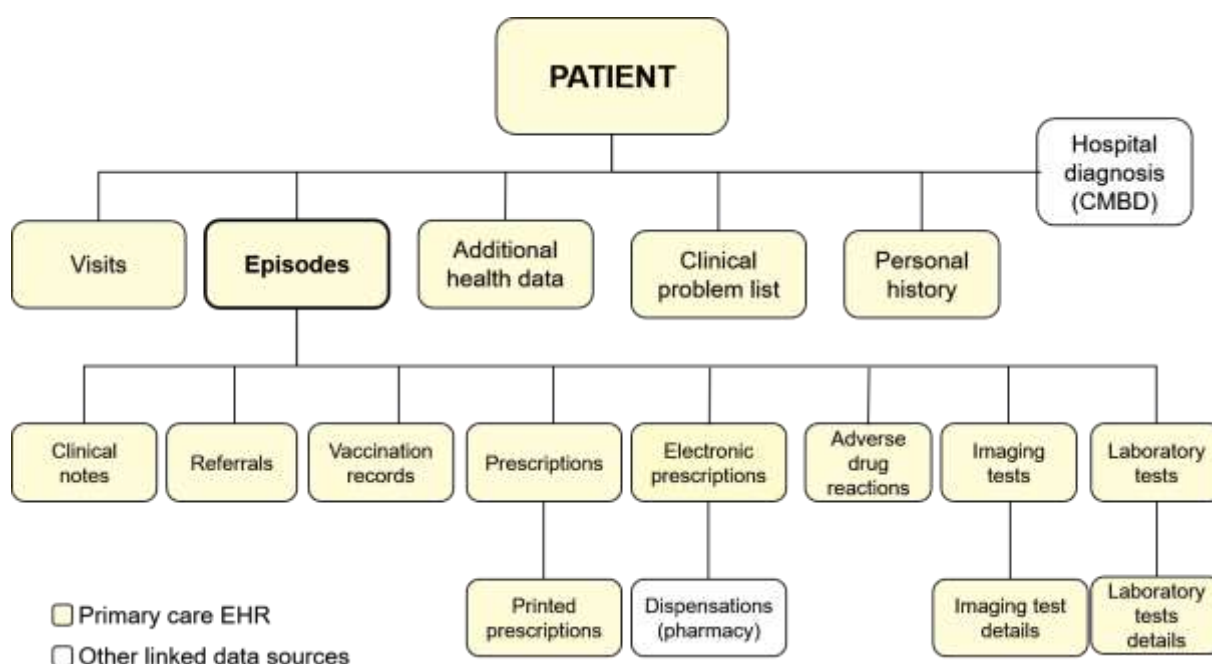 PATIENT
Hospital
diagnosis
(CMBD)
Visits
Episodes
Additional
health data
Clinical
problem list
Personal
history
Clinical
notes
Referrals
Vaccination
records
Prescriptions
Electronic
prescriptions
Adverse
drug
reactions
Imaging
tests
Laboratory
tests
Printed
prescriptions
Dispensations
(pharmacy)
Imaging test
details
Laboratory
tests
details
Primary care EHR
Other linked data sources